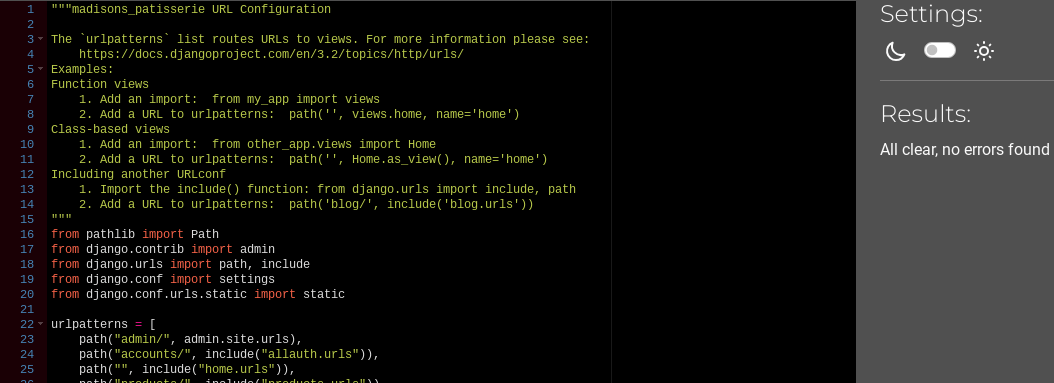 Settings:
Results:
All clear, no errors found
1 """madisons_patisserie URL Configuration
2
3 The `urlpatterns` list routes URLs to views. For more information please see:
4     https://docs.djangoproject.com/en/3.2/topics/http/urls/
5 Examples:
6 Function views
7     1. Add an import:  from my_app import views
8     2. Add a URL to urlpatterns:  path('', views.home, name='home')
9 Class-based views
10     1. Add an import:  from other_app.views import Home
11     2. Add a URL to urlpatterns:  path('', Home.as_view(), name='home')
12 Including another URLconf
13     1. Import the include() function: from django.urls import include, path
14     2. Add a URL to urlpatterns:  path('blog/', include('blog.urls'))
15 """
16 from pathlib import Path
17 from django.contrib import admin
18 from django.urls import path, include
19 from django.conf import settings
20 from django.conf.urls.static import static
21
22 urlpatterns = [
23     path("admin/", admin.site.urls),
24     path("accounts/", include("allauth.urls")),
25     path("", include("home.urls")),
26     path("products/", include("products.urls")),